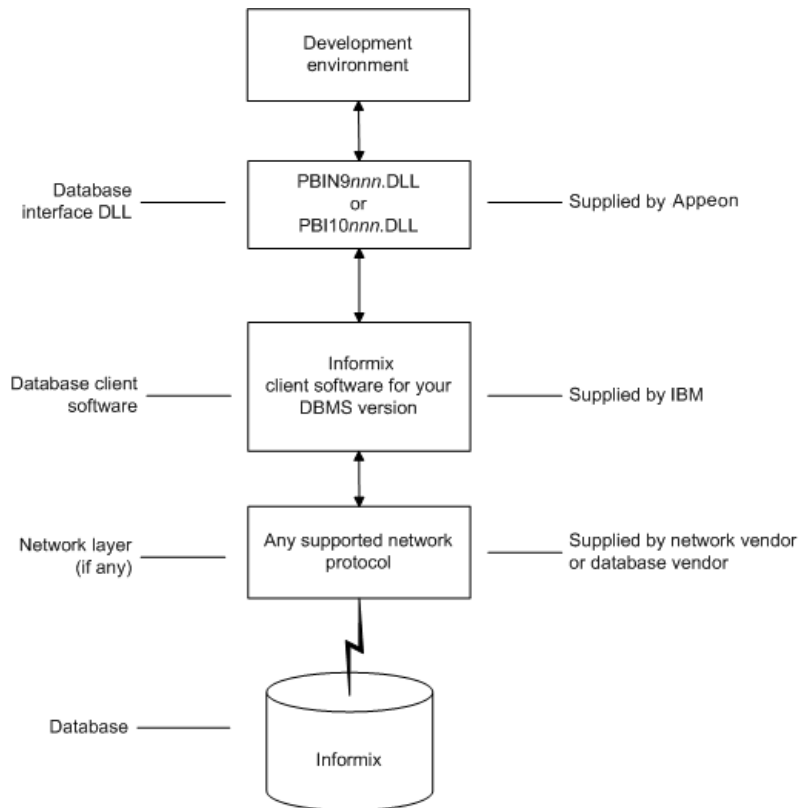 Development
environment
Database
interface DLL
PBIN9nnn.DLL
or
PBI10nnn.DLL
Supplied by Appeon
Database client
software
Informix
client software for your
DBMS version
Supplied by IBM
Network layer
(if any)
Any supported network
protocol
Supplied by network vendor
or database vendor
Database
Informix